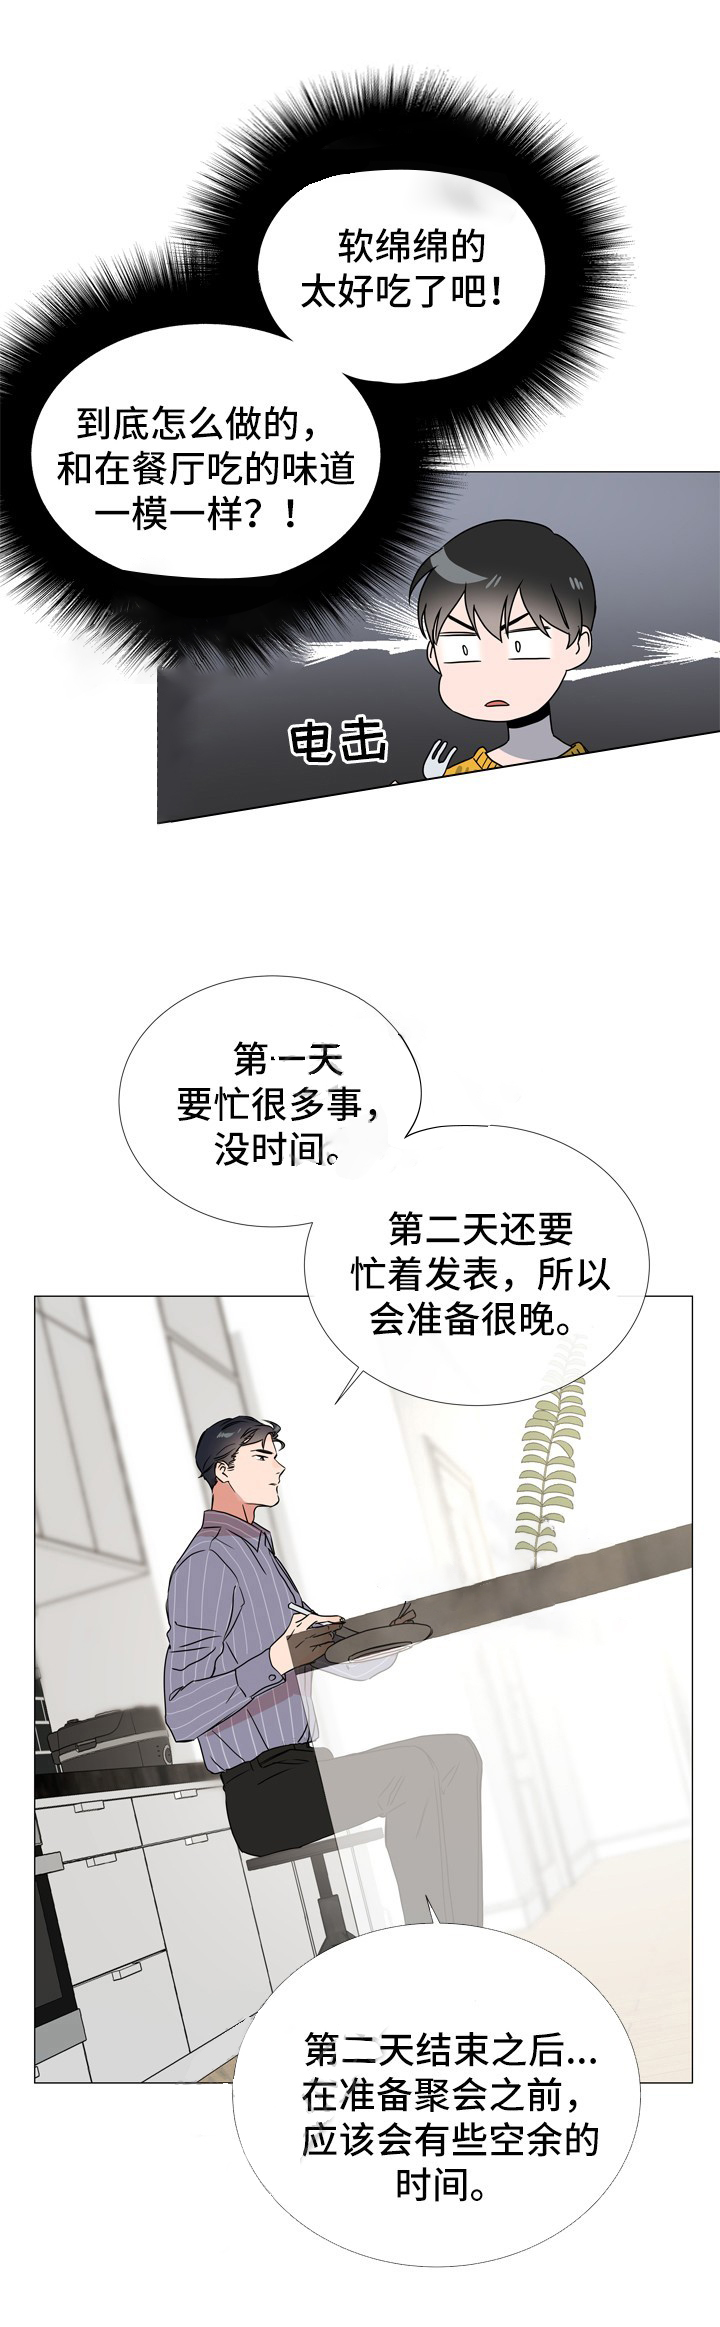 软绵绵的
太好吃了吧！
到底怎么做的，
和在餐厅吃的味道
一模一样？！
电击
第一天
要忙很多事，
没时间。
第二天还要
忙着发表，所以
会准备很晚。
第二天结束之后...
在准备聚会之前，
应该会有些空余的
时间。